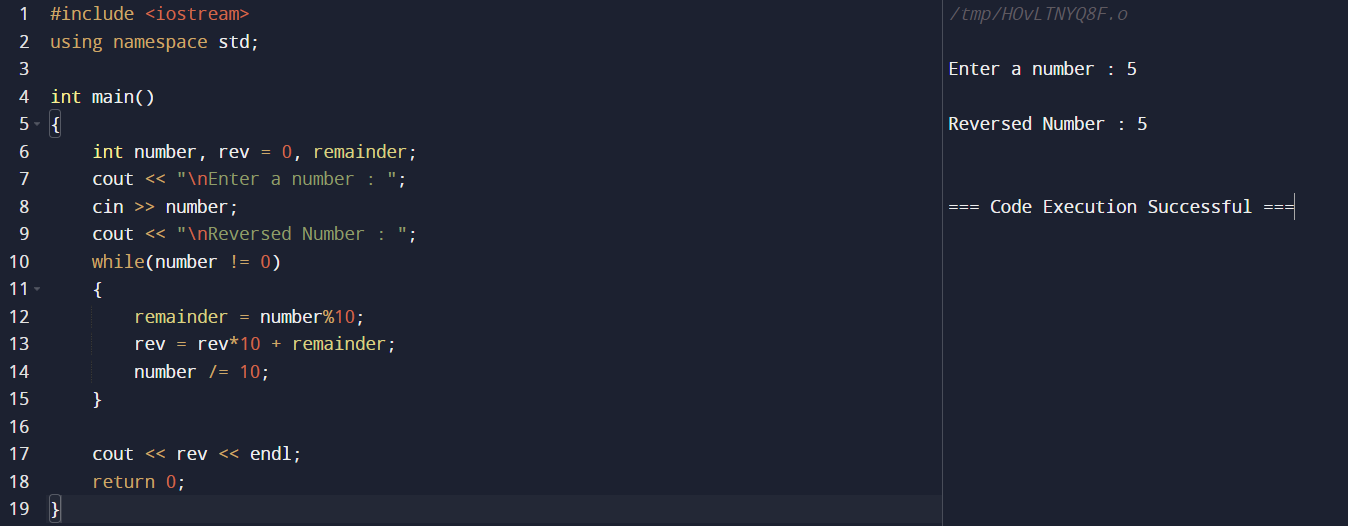 1 #include <iostream>
2 using namespace std;
3
4 int main()
5 {
6     int number, rev = 0, remainder;
7     cout << "\nEnter a number : ";
8     cin >> number;
9     cout << "\nReversed Number : ";
10     while(number != 0)
11     {
12         remainder = number%10;
13         rev = rev*10 + remainder;
14         number /= 10;
15     }
16
17     cout << rev << endl;
18     return 0;
19 }
/tmp/HOvLTNYQ8F.o
Enter a number : 5
Reversed Number : 5
=== Code Execution Successful ===